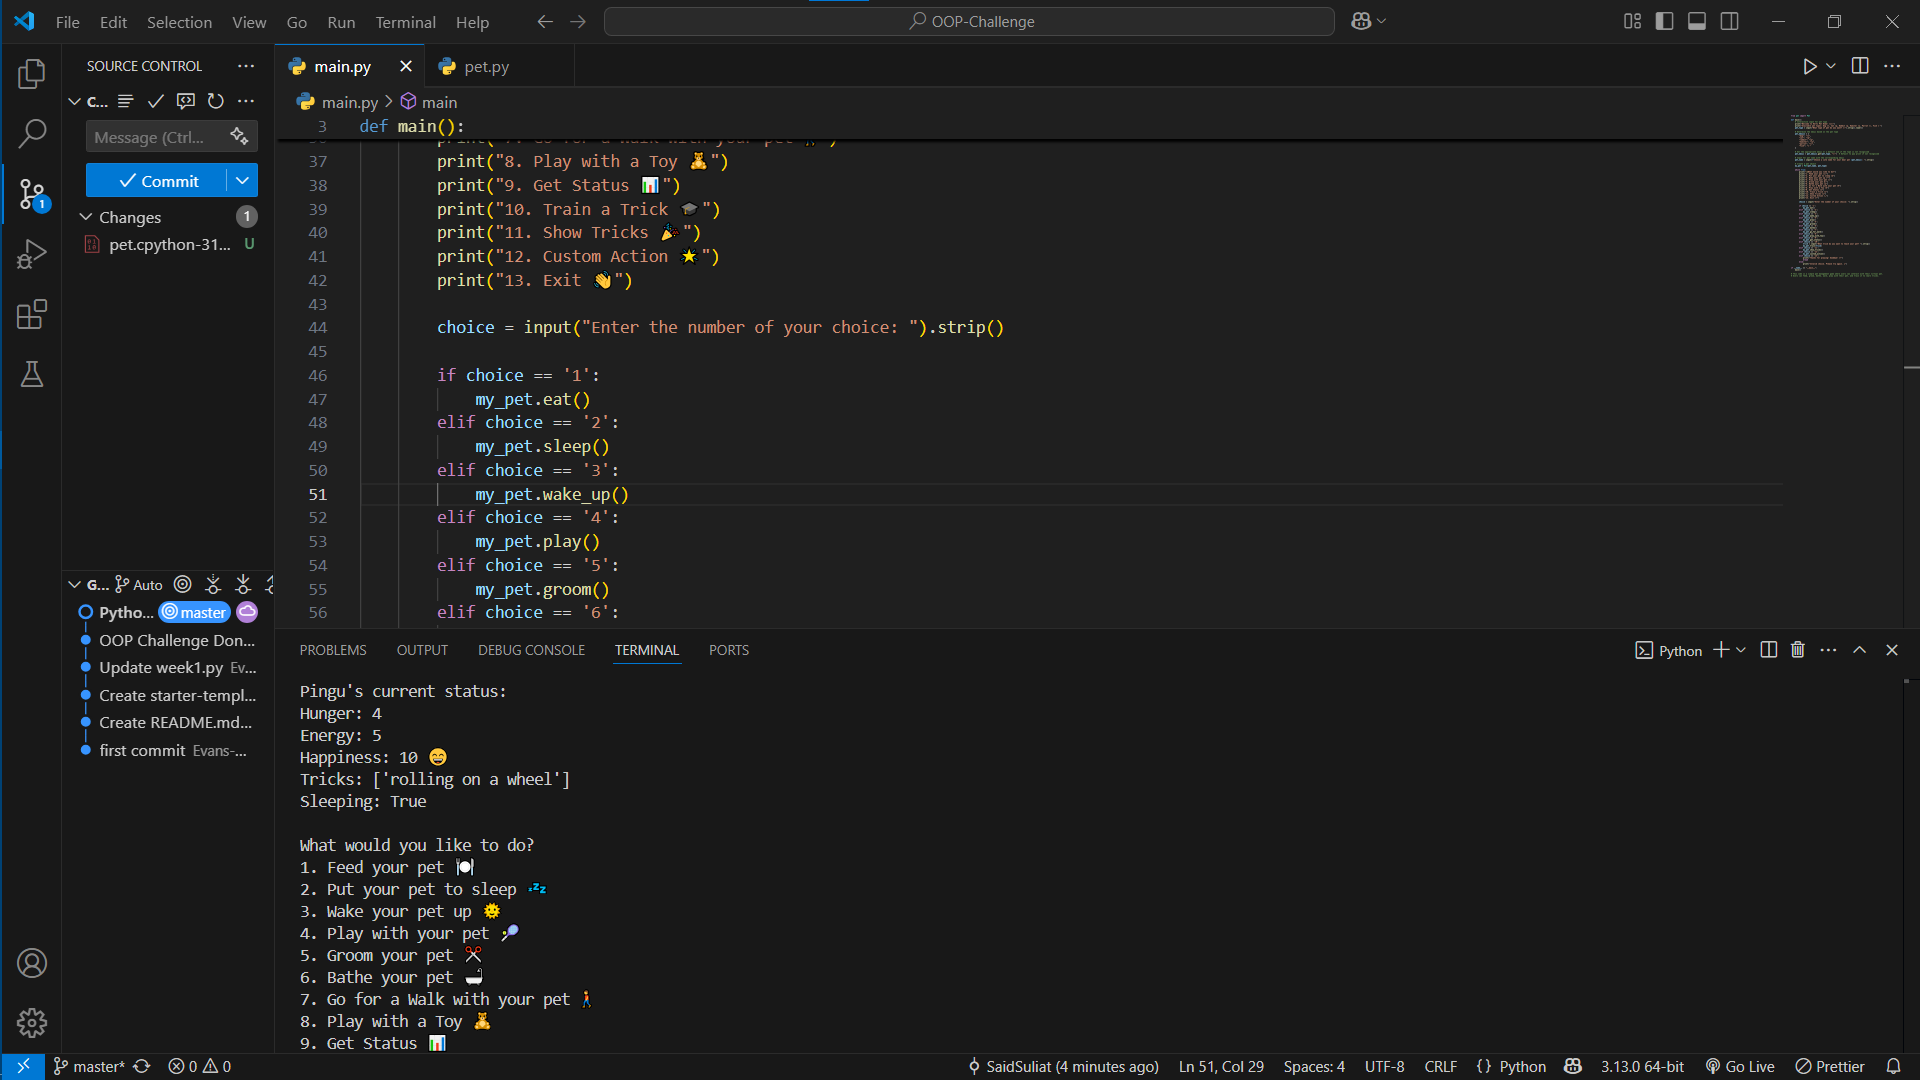 File Edit Selection View Go Run Terminal Help
OOP-Challenge
SOURCE CONTROL
C...
Message (Ctrl...
Commit
Changes 1
pet.cpython-31... U
1
G... Auto
Pytho... master
OOP Challenge Don...
Update week1.py Ev...
Create starter-templ...
Create README.md...
first commit Evans-...
main.py pet.py
main.py > main
3 def main():
37 print("8. Play with a Toy 🧸")
38 print("9. Get Status 📊")
39 print("10. Train a Trick 🎓")
40 print("11. Show Tricks 🎉")
41 print("12. Custom Action 🌟")
42 print("13. Exit 👋")
43
44 choice = input("Enter the number of your choice: ").strip()
45
46 if choice == '1':
47 my_pet.eat()
48 elif choice == '2':
49 my_pet.sleep()
50 elif choice == '3':
51 my_pet.wake_up()
52 elif choice == '4':
53 my_pet.play()
54 elif choice == '5':
55 my_pet.groom()
56 elif choice == '6':
PROBLEMS OUTPUT DEBUG CONSOLE TERMINAL PORTS
Python
Pingu's current status:
Hunger: 4
Energy: 5
Happiness: 10 😄
Tricks: ['rolling on a wheel']
Sleeping: True
What would you like to do?
1. Feed your pet 🍽️
2. Put your pet to sleep 💤
3. Wake your pet up 🌞
4. Play with your pet 🎾
5. Groom your pet ✂️
6. Bathe your pet 🛁
7. Go for a Walk with your pet 🚶
8. Play with a Toy 🧸
9. Get Status 📊
master* 0 0 SaidSuliat (4 minutes ago) Ln 51, Col 29 Spaces: 4 UTF-8 CRLF {} Python 3.13.0 64-bit Go Live Prettier